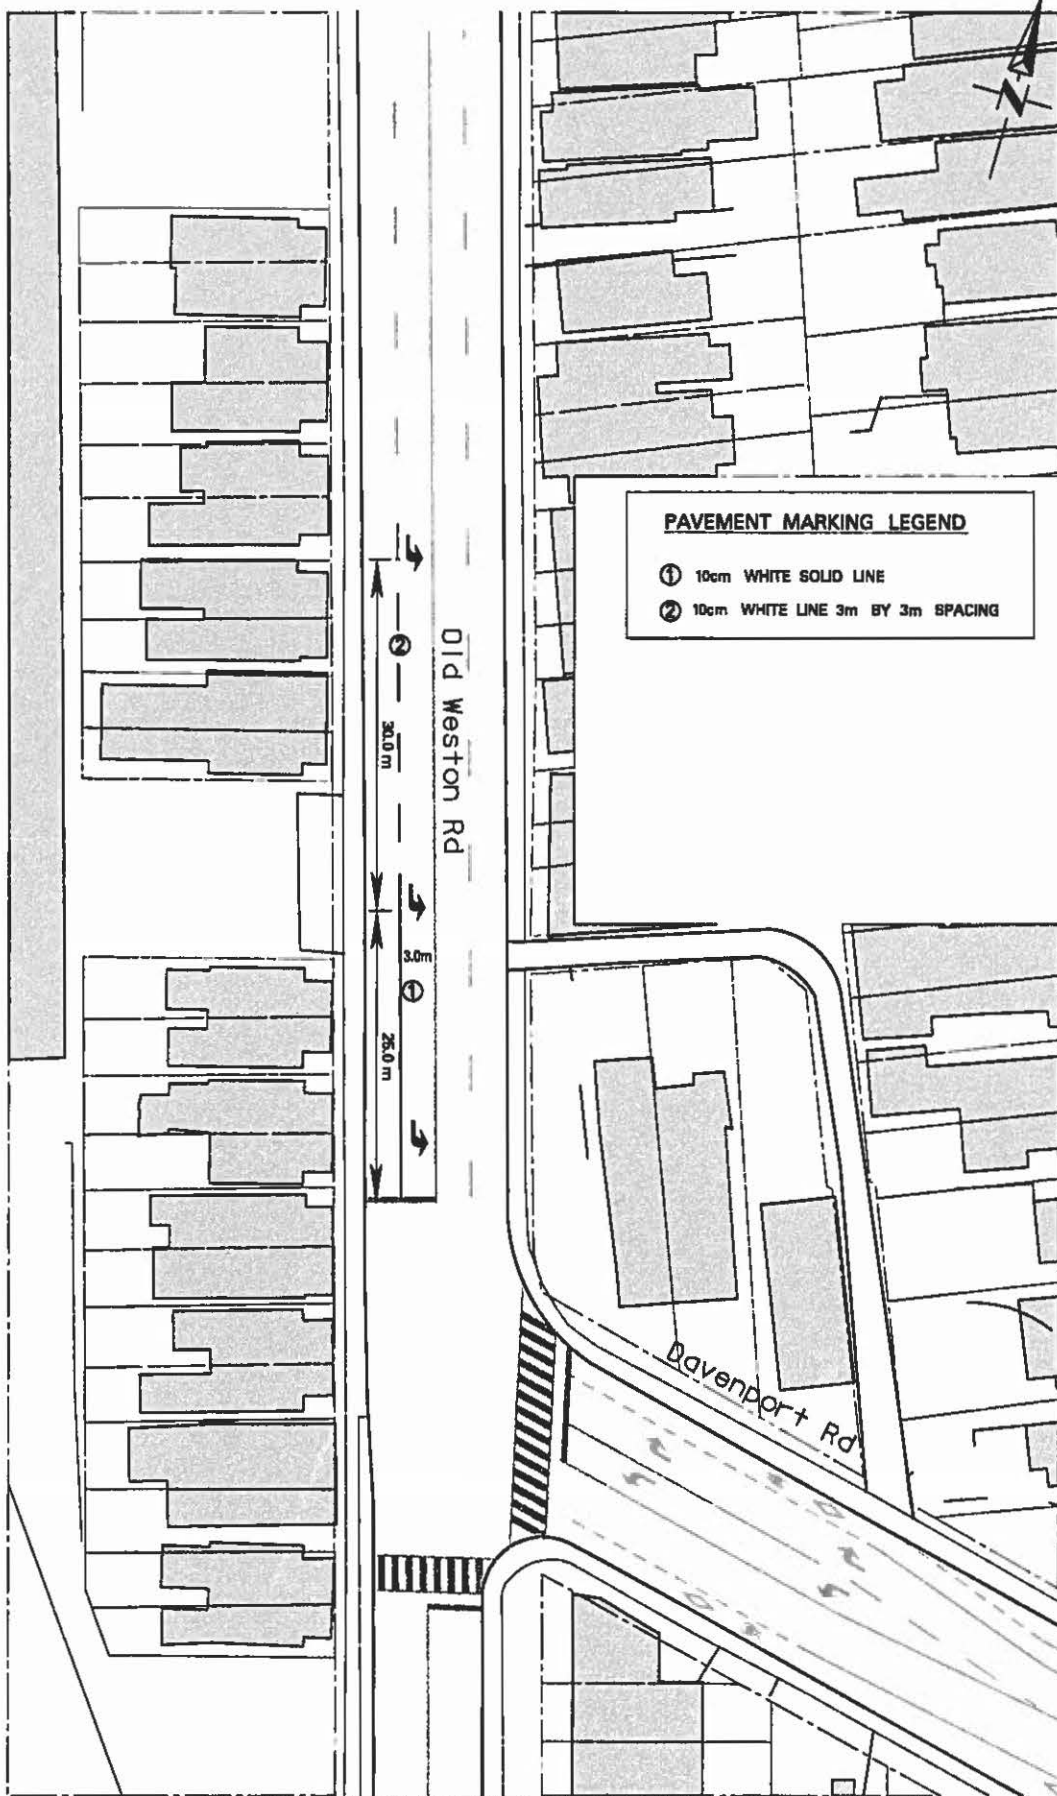 N
PAVEMENT MARKING LEGEND
① 10cm WHITE SOLID LINE
② 10cm WHITE LINE 3m BY 3m SPACING
②
30.0 m
Old Weston Rd
3.0m
①
25.0 m
Davenport Rd